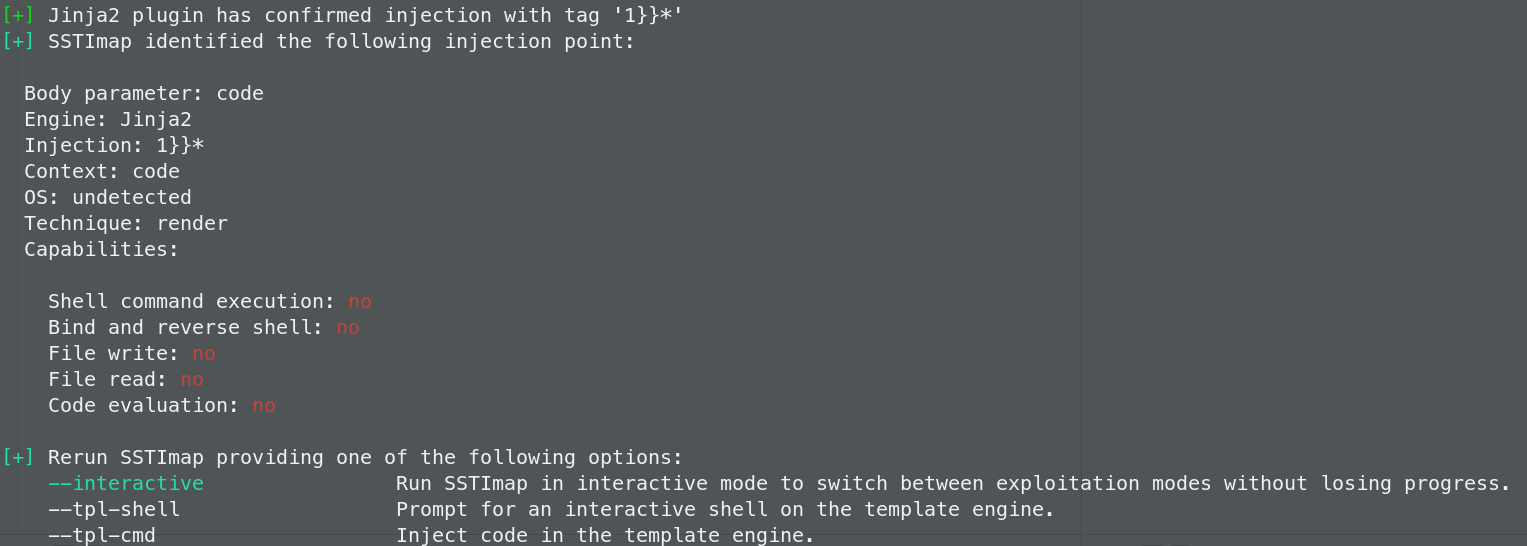 [+] Jinja2 plugin has confirmed injection with tag '1}}*'
[+] SSTImap identified the following injection point:
Body parameter: code
Engine: Jinja2
Injection: 1}}*
Context: code
OS: undetected
Technique: render
Capabilities:
Shell command execution: no
Bind and reverse shell: no
File write: no
File read: no
Code evaluation: no
[+] Rerun SSTImap providing one of the following options:
--interactive Run SSTImap in interactive mode to switch between exploitation modes without losing progress.
--tpl-shell Prompt for an interactive shell on the template engine.
--tpl-cmd Inject code in the template engine.